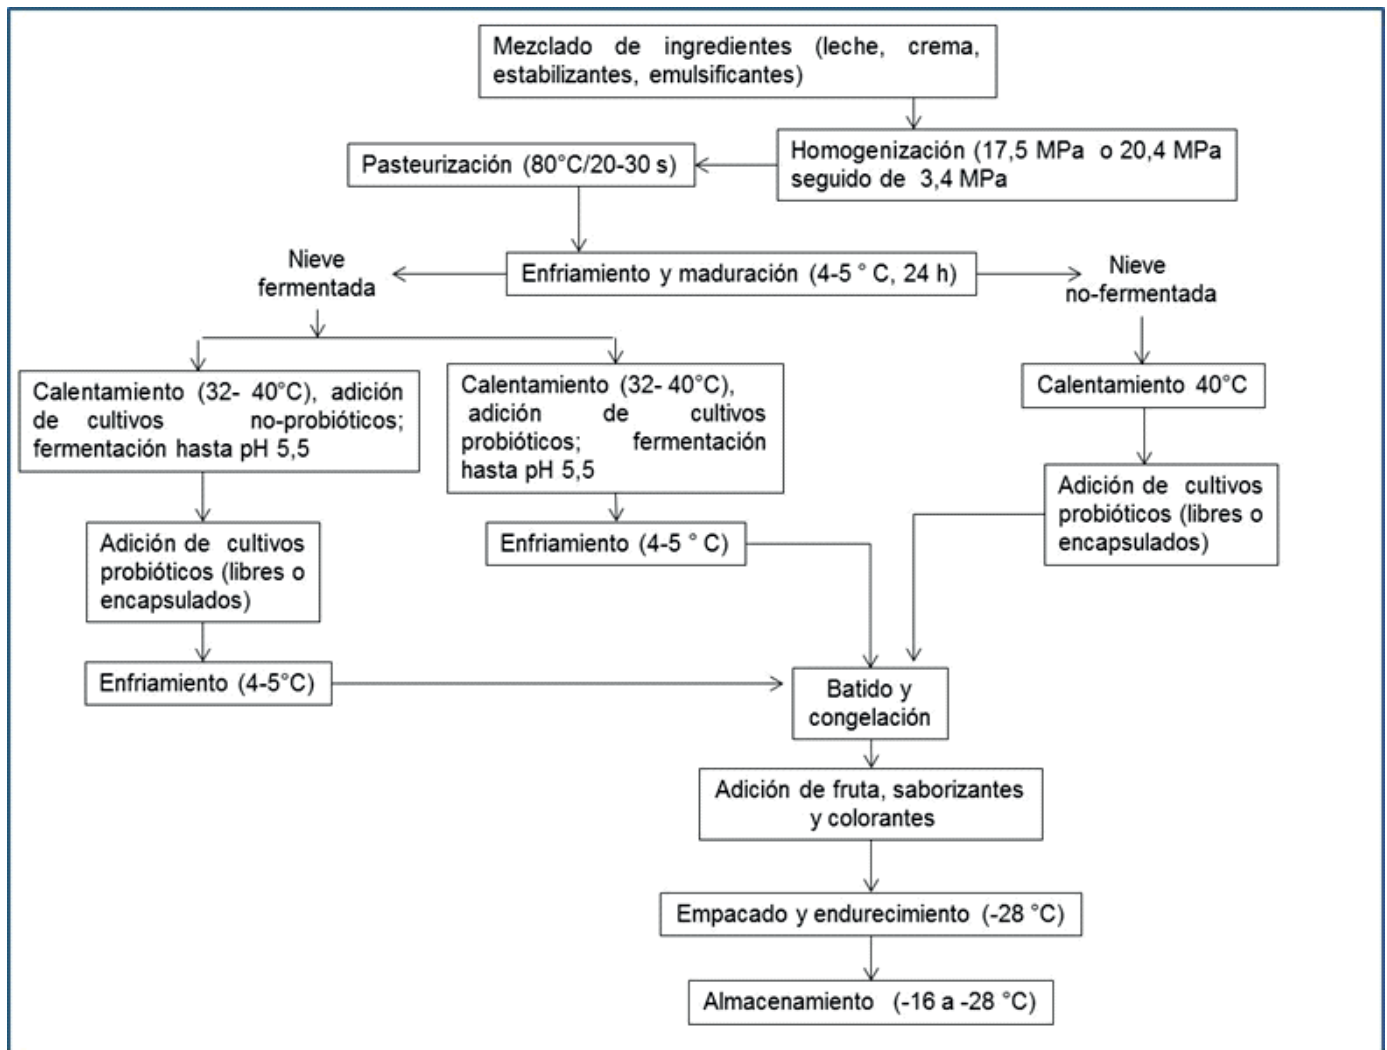 Mezclado de ingredientes (leche, crema,
estabilizantes, emulsificantes)
Homogenización (17,5 MPa o 20,4 MPa
seguido de 3,4 MPa
Pasteurización (80°C/20-30 s)
Enfriamiento y maduración (4-5 ° C, 24 h)
Nieve
fermentada
Nieve
no-fermentada
Calentamiento (32- 40°C), adición
de cultivos no-probióticos;
fermentación hasta pH 5,5
Calentamiento (32- 40°C),
adición de cultivos
probióticos; fermentación
hasta pH 5,5
Calentamiento 40°C
Adición de cultivos
probióticos (libres o
encapsulados)
Enfriamiento (4-5 ° C)
Adición de cultivos
probióticos (libres o
encapsulados)
Enfriamiento (4-5°C)
Batido y
congelación
Adición de fruta, saborizantes
y colorantes
Empacado y endurecimiento (-28 °C)
Almacenamiento (-16 a -28 °C)